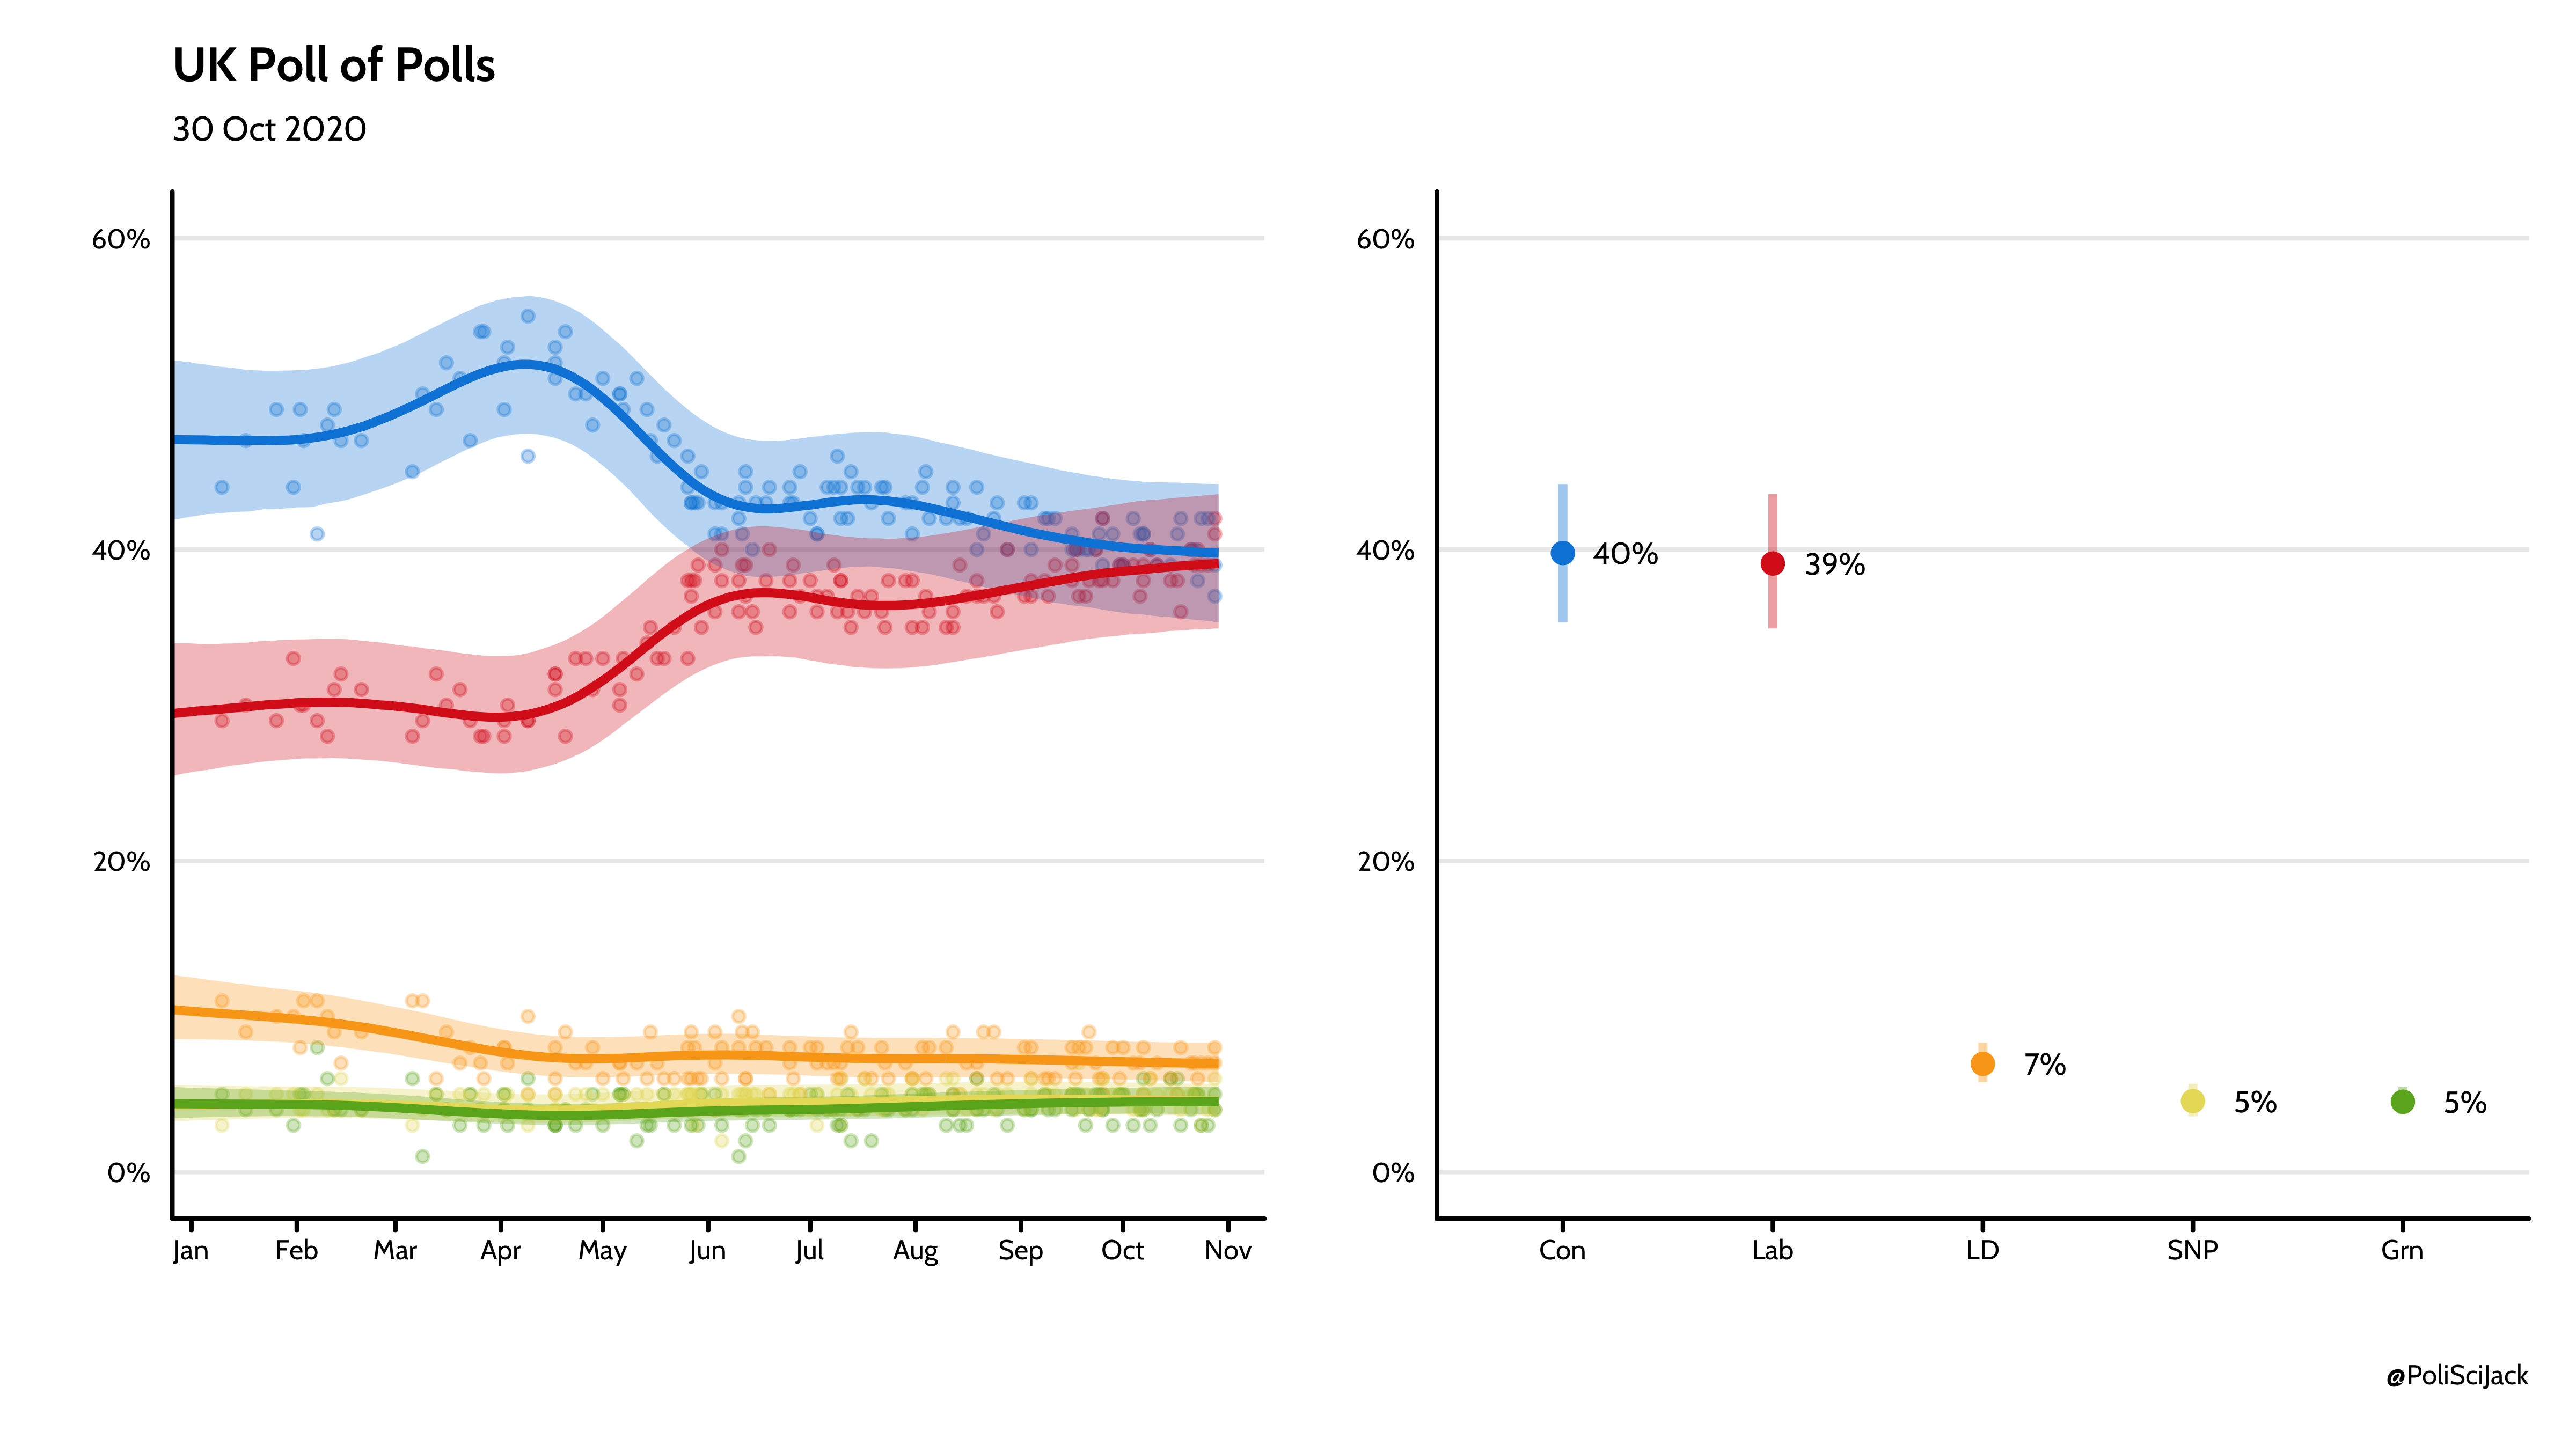 UK Poll of Polls
30 Oct 2020
60%
40%
20%
0%
Jan Feb Mar Apr May Jun Jul Aug Sep Oct Nov
60%
40%
20%
0%
40%
39%
7%
5%
5%
Con Lab LD SNP Grn
@PoliSciJack